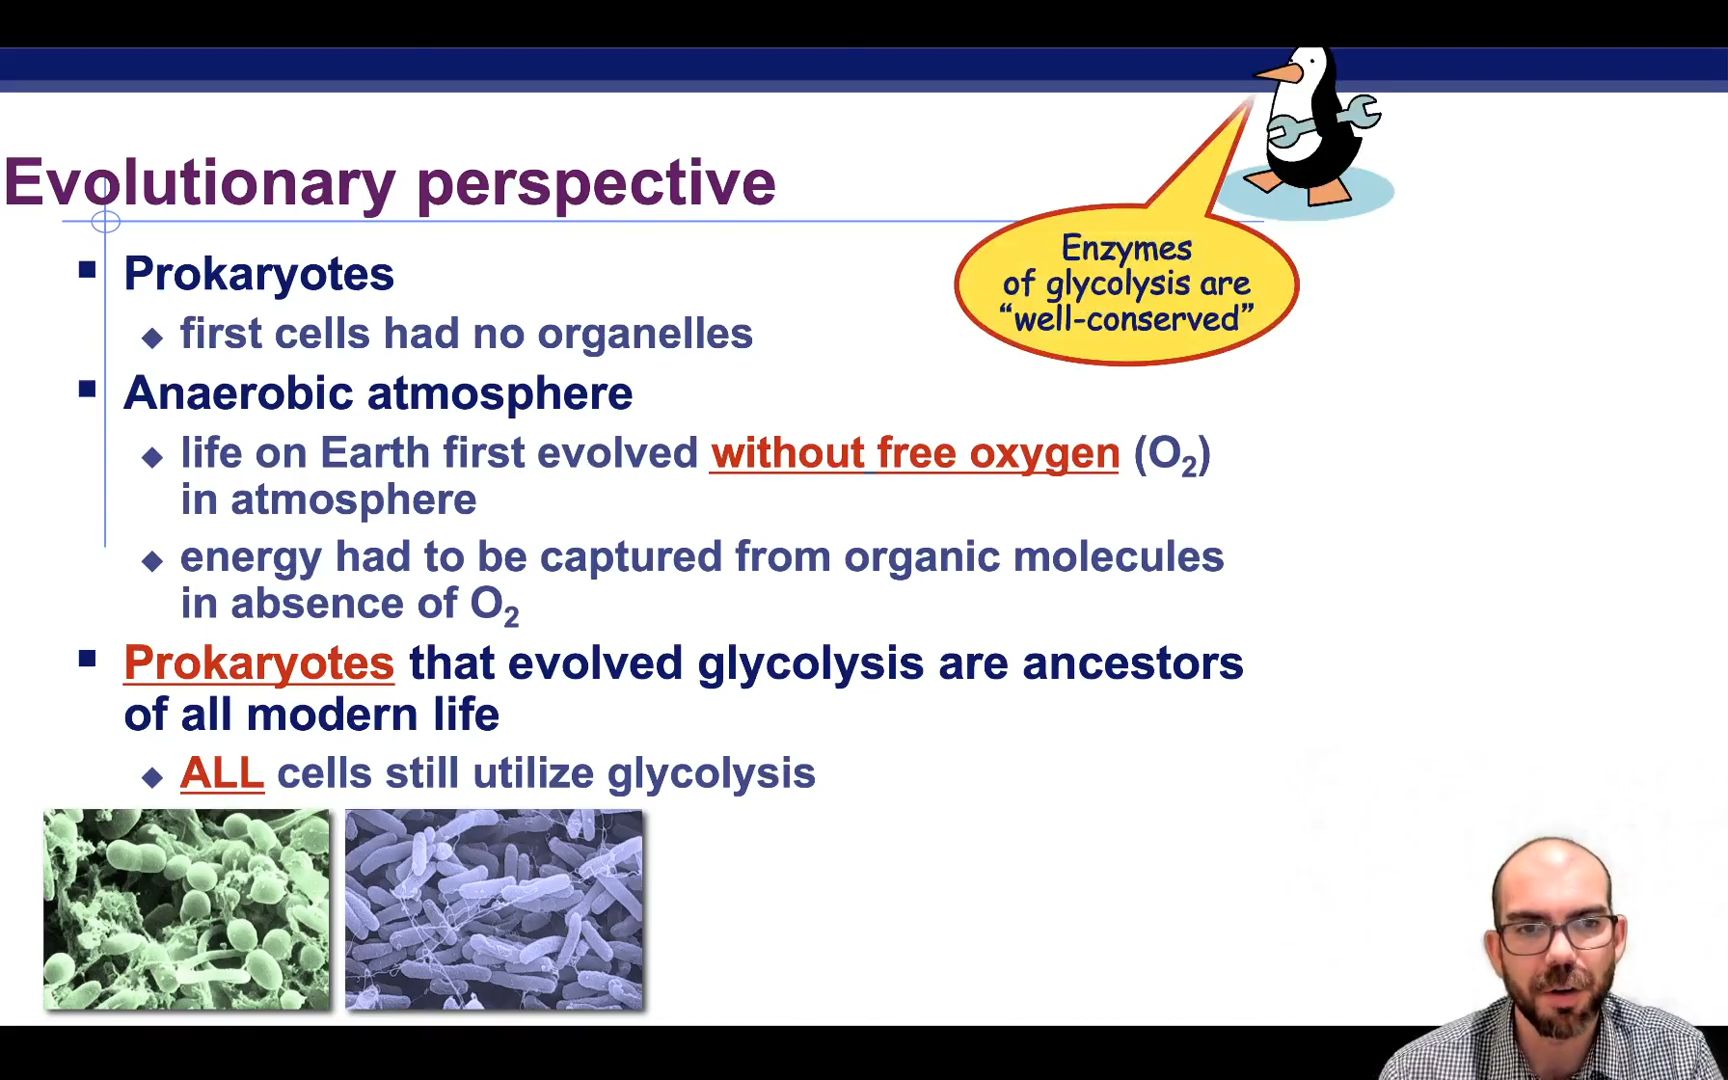 Evolutionary perspective
Enzymes
of glycolysis are
“well-conserved”
Prokaryotes
first cells had no organelles
Anaerobic atmosphere
life on Earth first evolved without free oxygen (O₂)
in atmosphere
energy had to be captured from organic molecules
in absence of O₂
Prokaryotes that evolved glycolysis are ancestors
of all modern life
ALL cells still utilize glycolysis